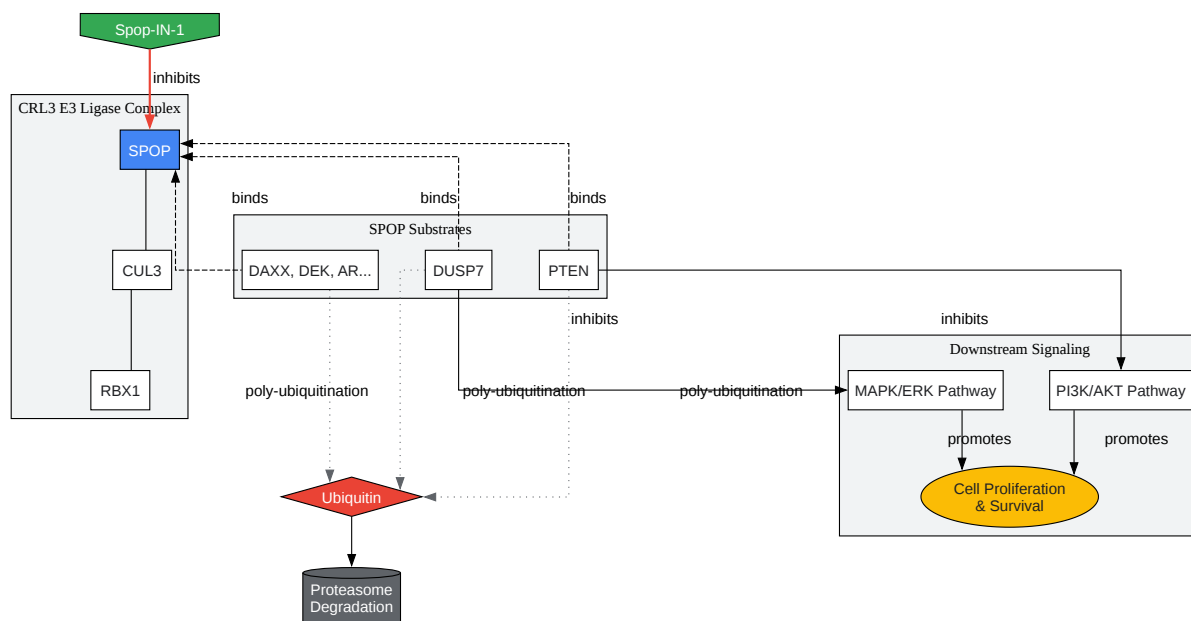 Spop-IN-1
inhibits
CRL3 E3 Ligase Complex
SPOP
binds
binds
binds
SPOP Substrates
CUL3
DAXX, DEK, AR...
DUSP7
PTEN
inhibits
inhibits
Downstream Signaling
RBX1
poly-ubiquitination
poly-ubiquitination
poly-ubiquitination
MAPK/ERK Pathway
PI3K/AKT Pathway
promotes
promotes
Ubiquitin
Cell Proliferation
& Survival
Proteasome
Degradation